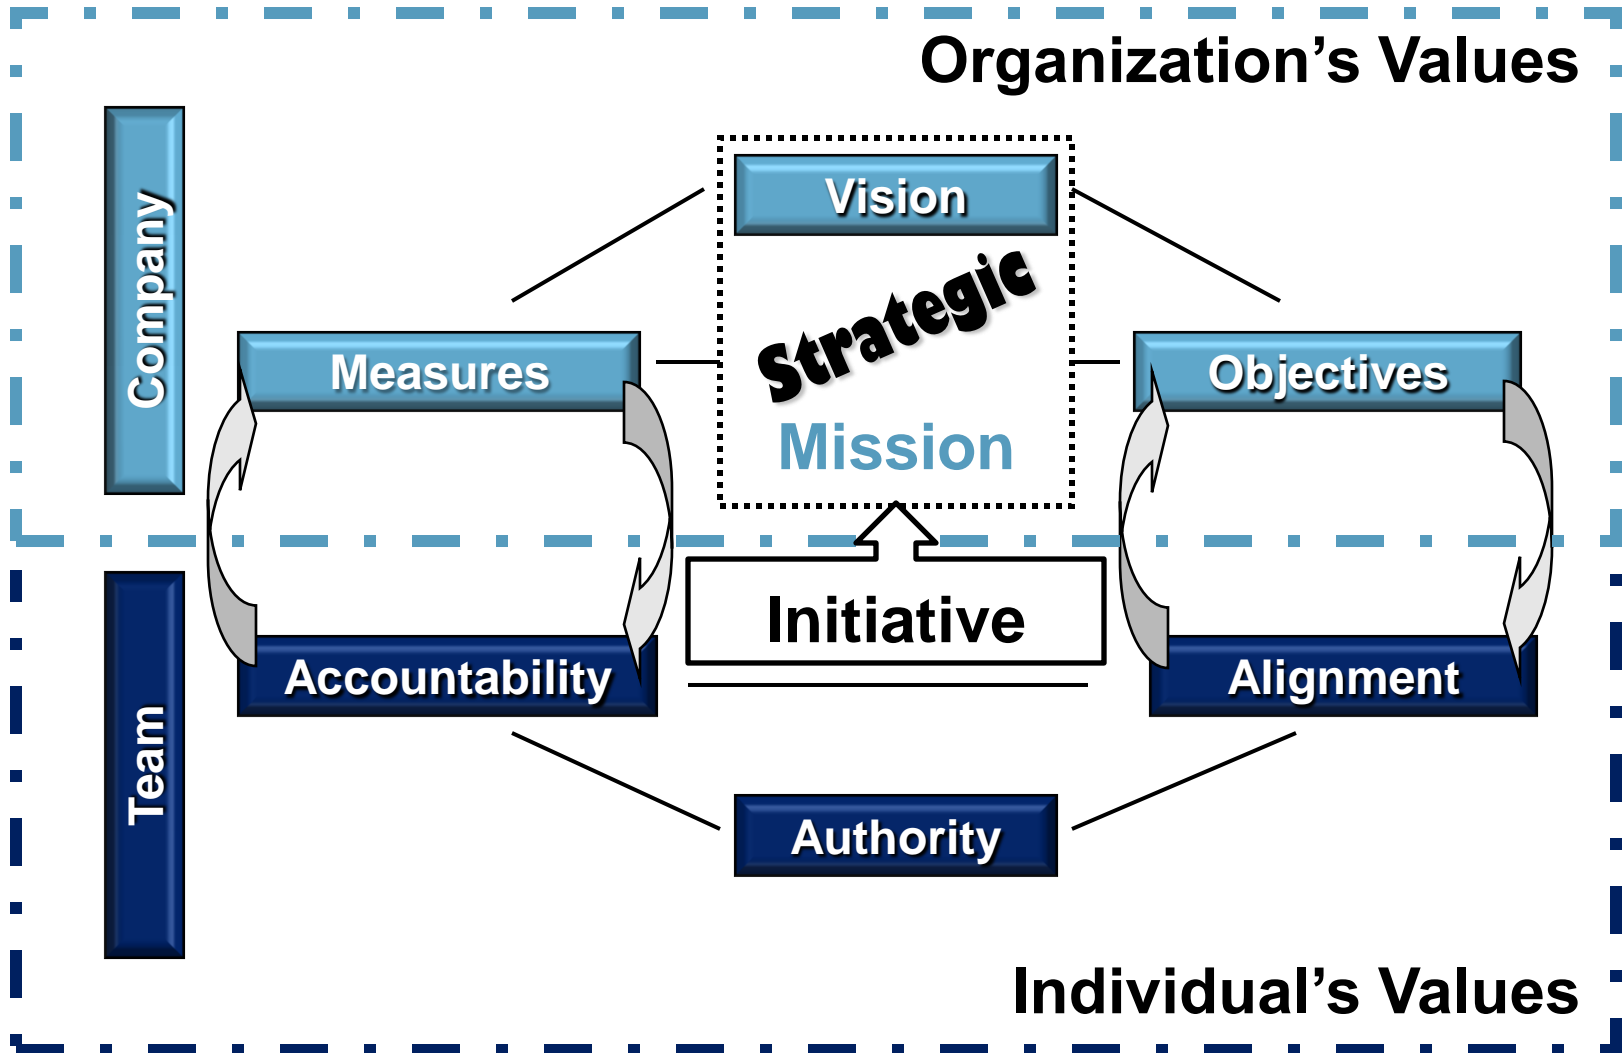 Organization’s Values
Company
Vision
Strategic
Measures
Objectives
Mission
Initiative
Accountability
Alignment
Team
Authority
Individual’s Values